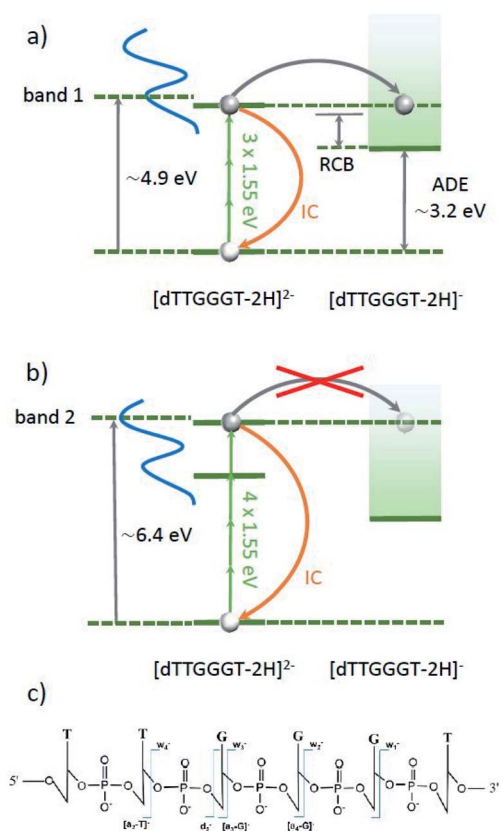 a)
band 1
~4.9 eV
3 x 1.55 eV
IC
RCB
ADE
~3.2 eV
[dTTGGGT-2H]²⁻
[dTTGGGT-2H]⁻
b)
band 2
~6.4 eV
4 x 1.55 eV
IC
[dTTGGGT-2H]²⁻
[dTTGGGT-2H]⁻
c)
T T G G G T
w₄⁻ w₃⁻ w₂⁻ w₁⁻
O O O O O
5' O O P O O P O O P O O P O O P O 3'
O⁻ O⁻ O⁻ O⁻ O⁻
d₂⁻ [a₃-G]⁻ [a₄-G]⁻